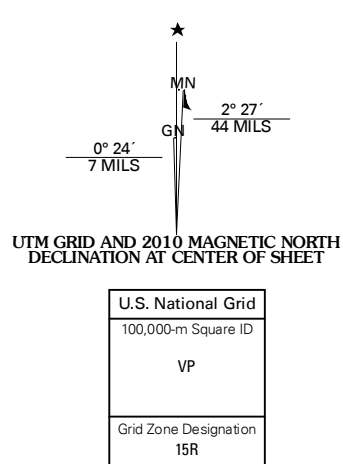 MN
2° 27´
44 MILS
GN
0° 24´
7 MILS
UTM GRID AND 2010 MAGNETIC NORTH
DECLINATION AT CENTER OF SHEET
U.S. National Grid
100,000-m Square ID
VP
Grid Zone Designation
15R